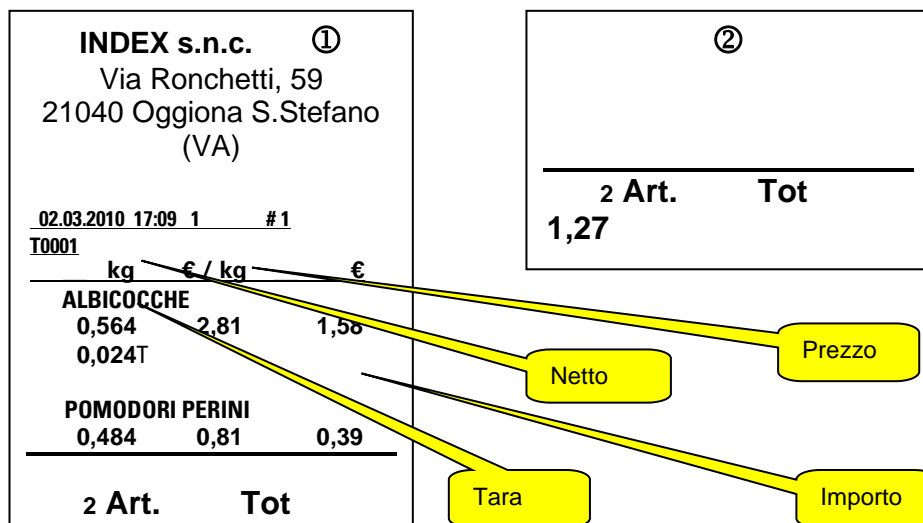 INDEX s.n.c. ①
Via Ronchetti, 59
21040 Oggiona S.Stefano
(VA)
02.03.2010 17:09 1 # 1
T0001
kg € / kg €
ALBICOCCHE
0,564 2,81 1,58
0,024T
POMODORI PERINI
0,484 0,81 0,39
2 Art. Tot
②
2 Art. Tot
1,27
Prezzo
Netto
Tara
Importo